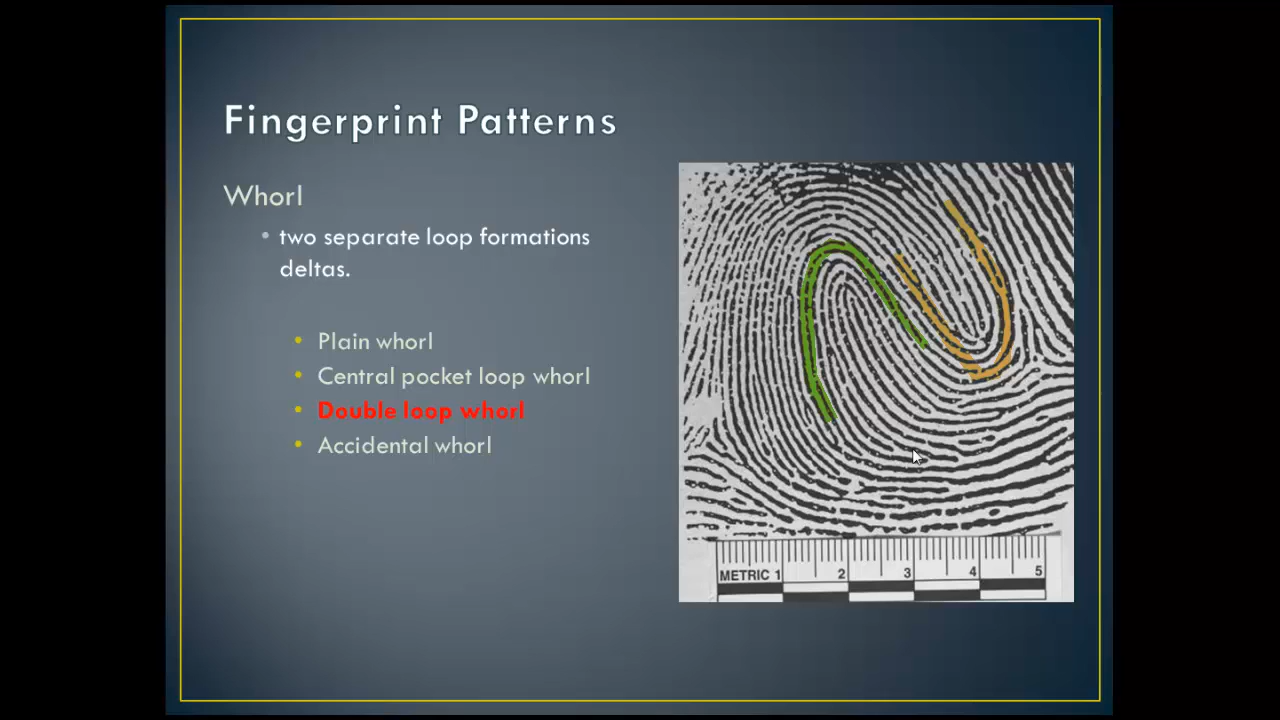 Fingerprint Patterns
Whorl
• two separate loop formations
deltas.
• Plain whorl
• Central pocket loop whorl
• Double loop whorl
• Accidental whorl
METRIC 1 2 3 4 5